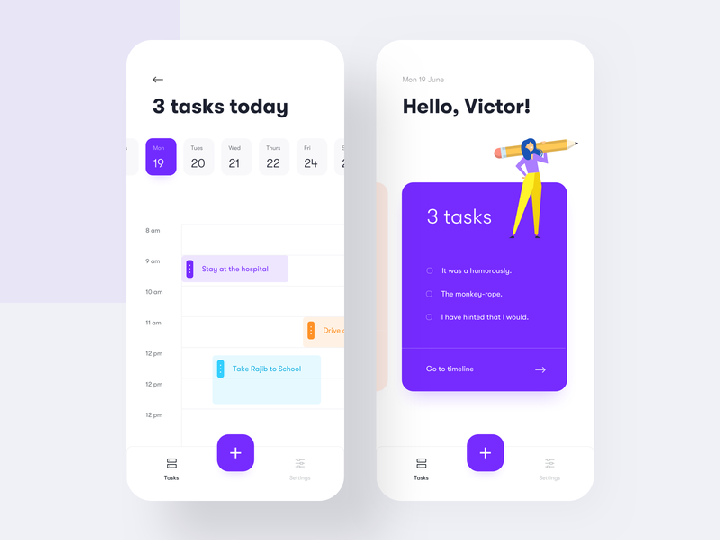 3 tasks today
Mon
19
Tues
20
Wed
21
Thurs
22
Fri
24
8 am
9 am
Stay at the hospital
10 am
11 am
Drive
12 pm
Take Rajib to School
12 pm
12 pm
Tasks
Settings
Mon 19 June
Hello, Victor!
3 tasks
It was a humorously.
The monkey-rope.
I have hinted that I would.
Go to timeline
Tasks
Settings